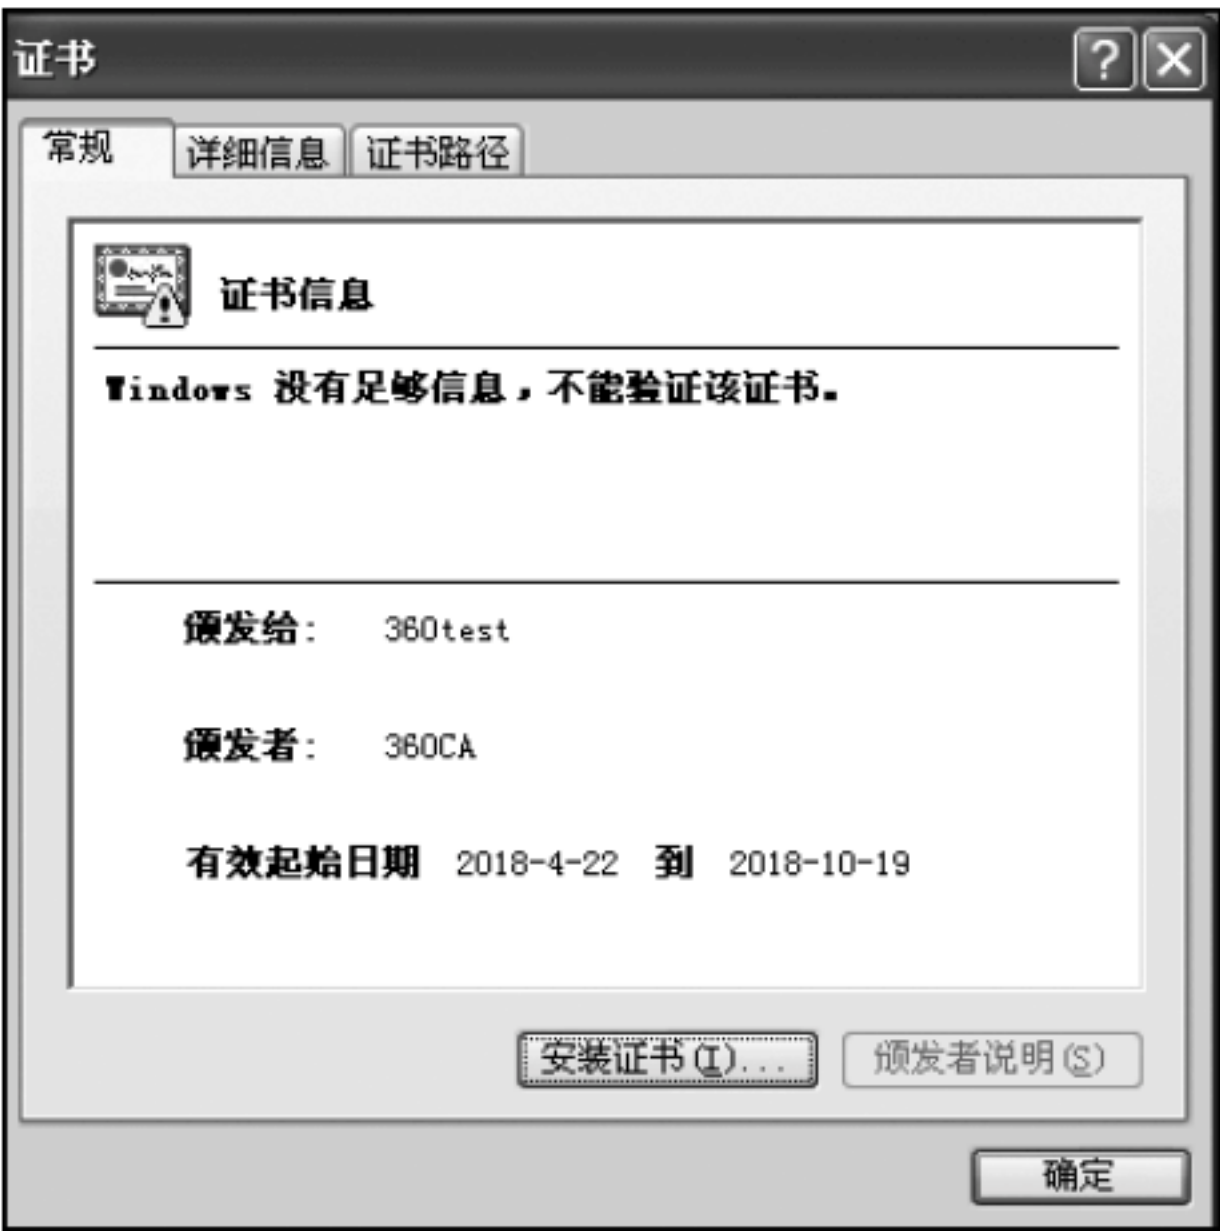 证书
常规 详细信息 证书路径
证书信息
Windows 没有足够信息，不能验证该证书。
颁发给： 360test
颁发者： 360CA
有效起始日期 2018-4-22 到 2018-10-19
安装证书(I)... 颁发者说明(S)
确定